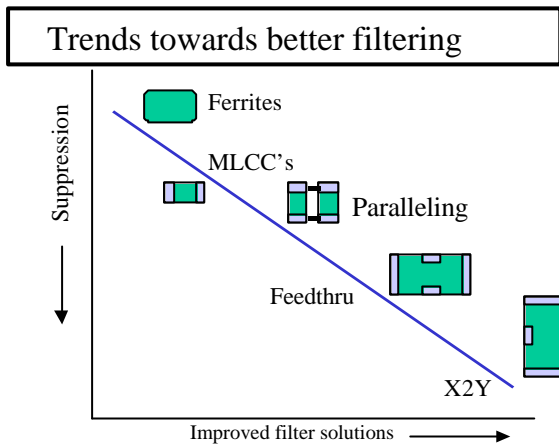 Trends towards better filtering
Ferrites
MLCC's
Paralleling
Feedthru
X2Y
Suppression
Improved filter solutions